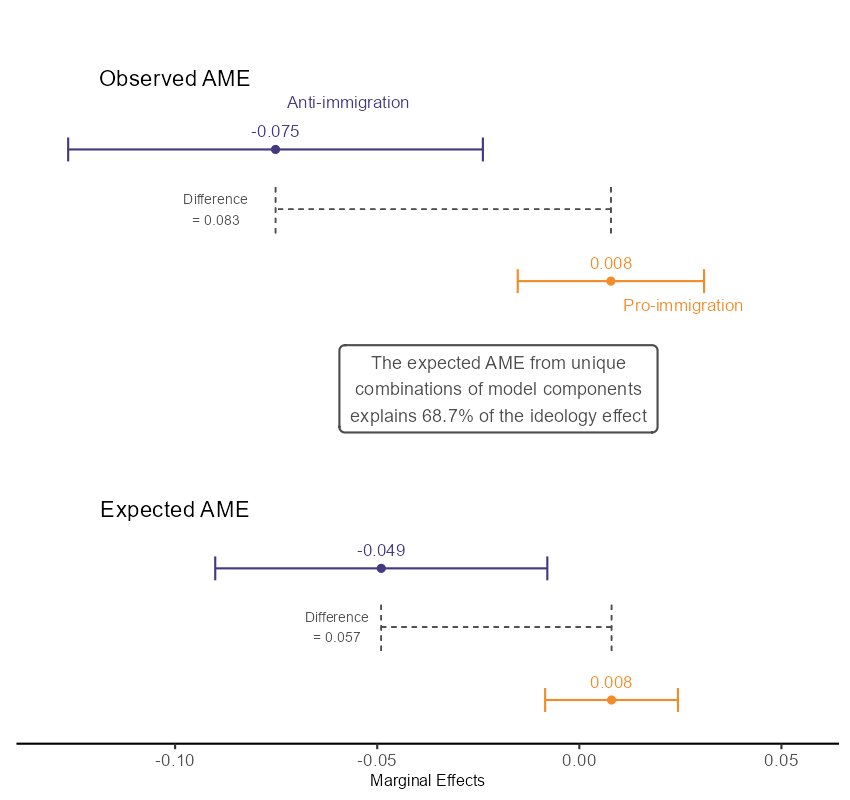 Observed AME
Anti-immigration
-0.075
Difference
= 0.083
0.008
Pro-immigration
The expected AME from unique
combinations of model components
explains 68.7% of the ideology effect
Expected AME
-0.049
Difference
= 0.057
0.008
-0.10 -0.05 0.00 0.05
Marginal Effects